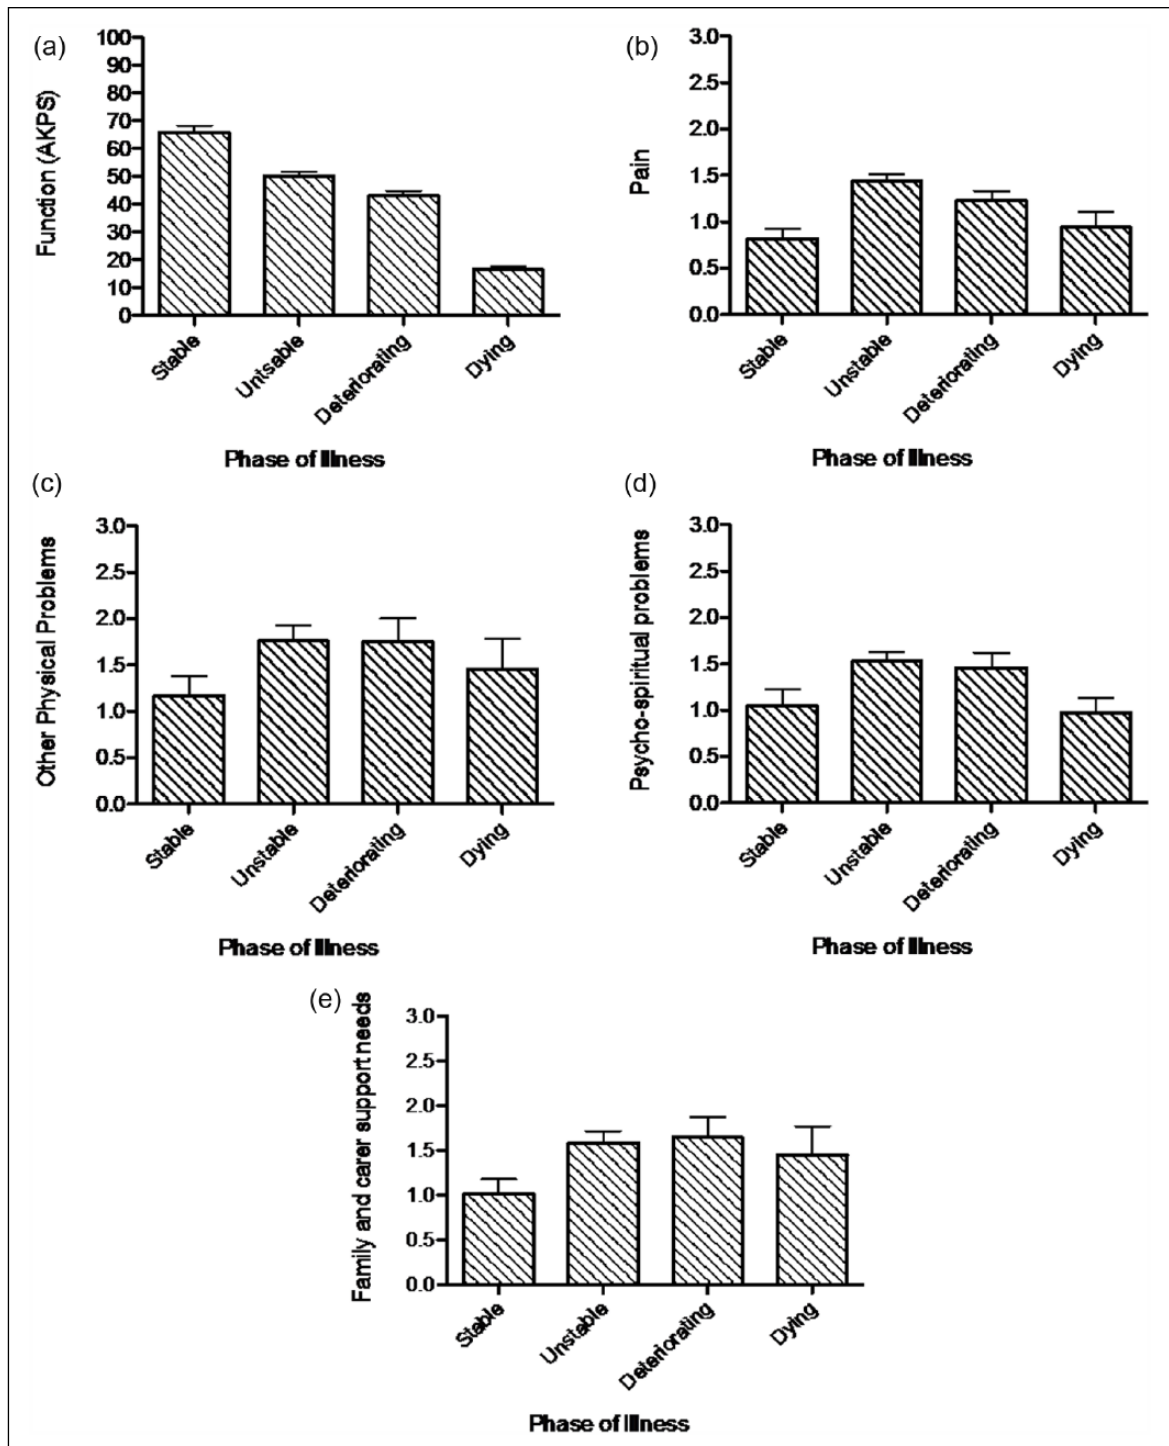 (a)
Function (AKPS)
100
90
80
70
60
50
40
30
20
10
0
Stable
Untsable
Deteriorating
Dying
Phase of Illness
(b)
Pain
3.0
2.5
2.0
1.5
1.0
0.5
0.0
Stable
Unstable
Deteriorating
Dying
Phase of Illness
(c)
Other Physical Problems
3.0
2.5
2.0
1.5
1.0
0.5
0.0
Stable
Unstable
Deteriorating
Dying
Phase of Illness
(d)
Psycho-spiritual problems
3.0
2.5
2.0
1.5
1.0
0.5
0.0
Stable
Unstable
Deteriorating
Dying
Phase of Illness
(e)
Family and carer support needs
3.0
2.5
2.0
1.5
1.0
0.5
0.0
Stable
Unstable
Deteriorating
Dying
Phase of Illness